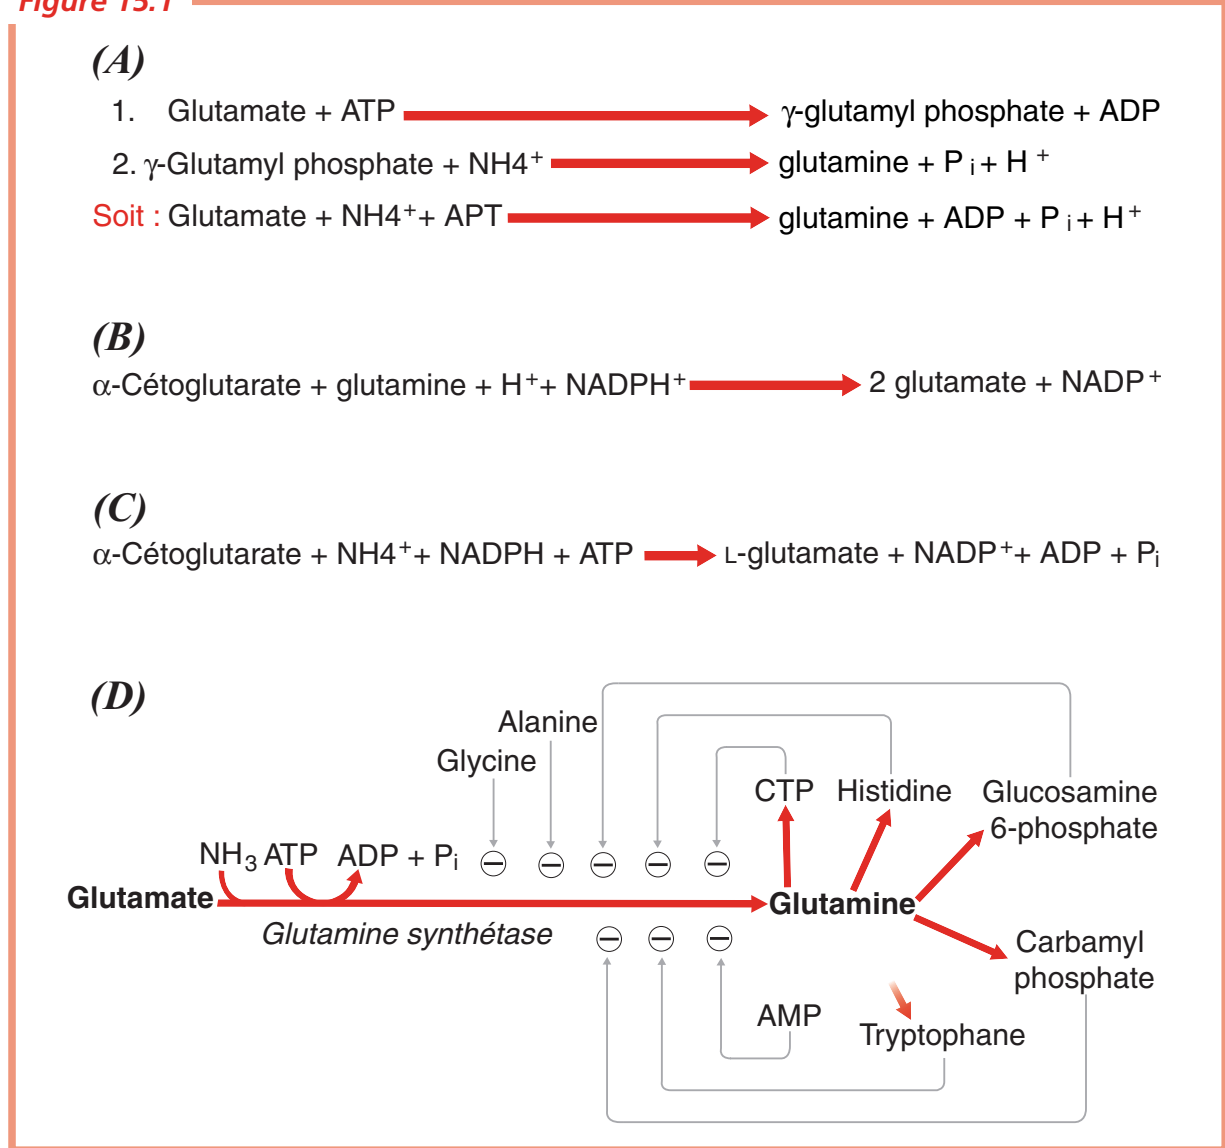 Figure 15.1
(A)
1. Glutamate + ATP → γ-glutamyl phosphate + ADP
2. γ-Glutamyl phosphate + NH4⁺ → glutamine + P i + H ⁺
Soit : Glutamate + NH4⁺+ APT → glutamine + ADP + P i + H⁺
(B)
α-Cétoglutarate + glutamine + H⁺+ NADPH⁺ → 2 glutamate + NADP⁺
(C)
α-Cétoglutarate + NH4⁺+ NADPH + ATP → L-glutamate + NADP⁺+ ADP + Pi
(D)
Alanine
Glycine
CTP Histidine Glucosamine
6-phosphate
NH₃ ATP ADP + Pi
Glutamate Glutamine
Glutamine synthétase
Carbamyl
phosphate
AMP
Tryptophane